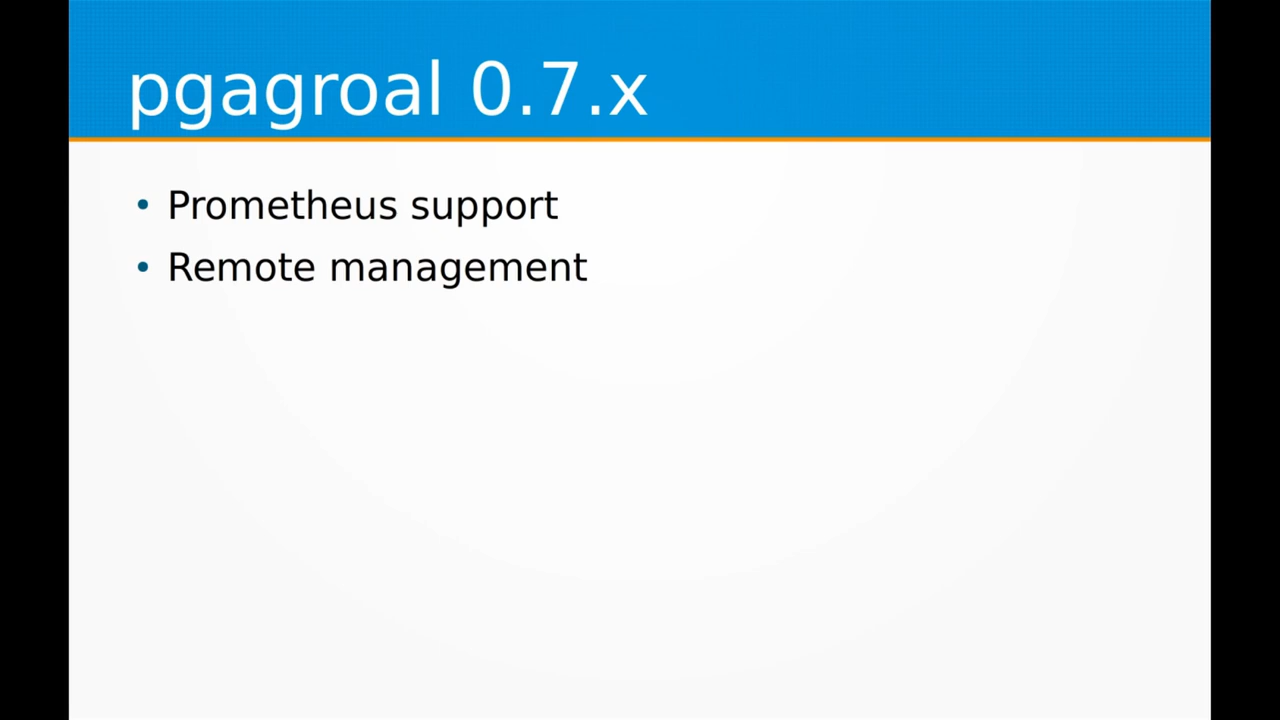 pgagroal 0.7.x
• Prometheus support
• Remote management